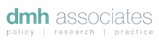 dmh associates
policy | research | practice